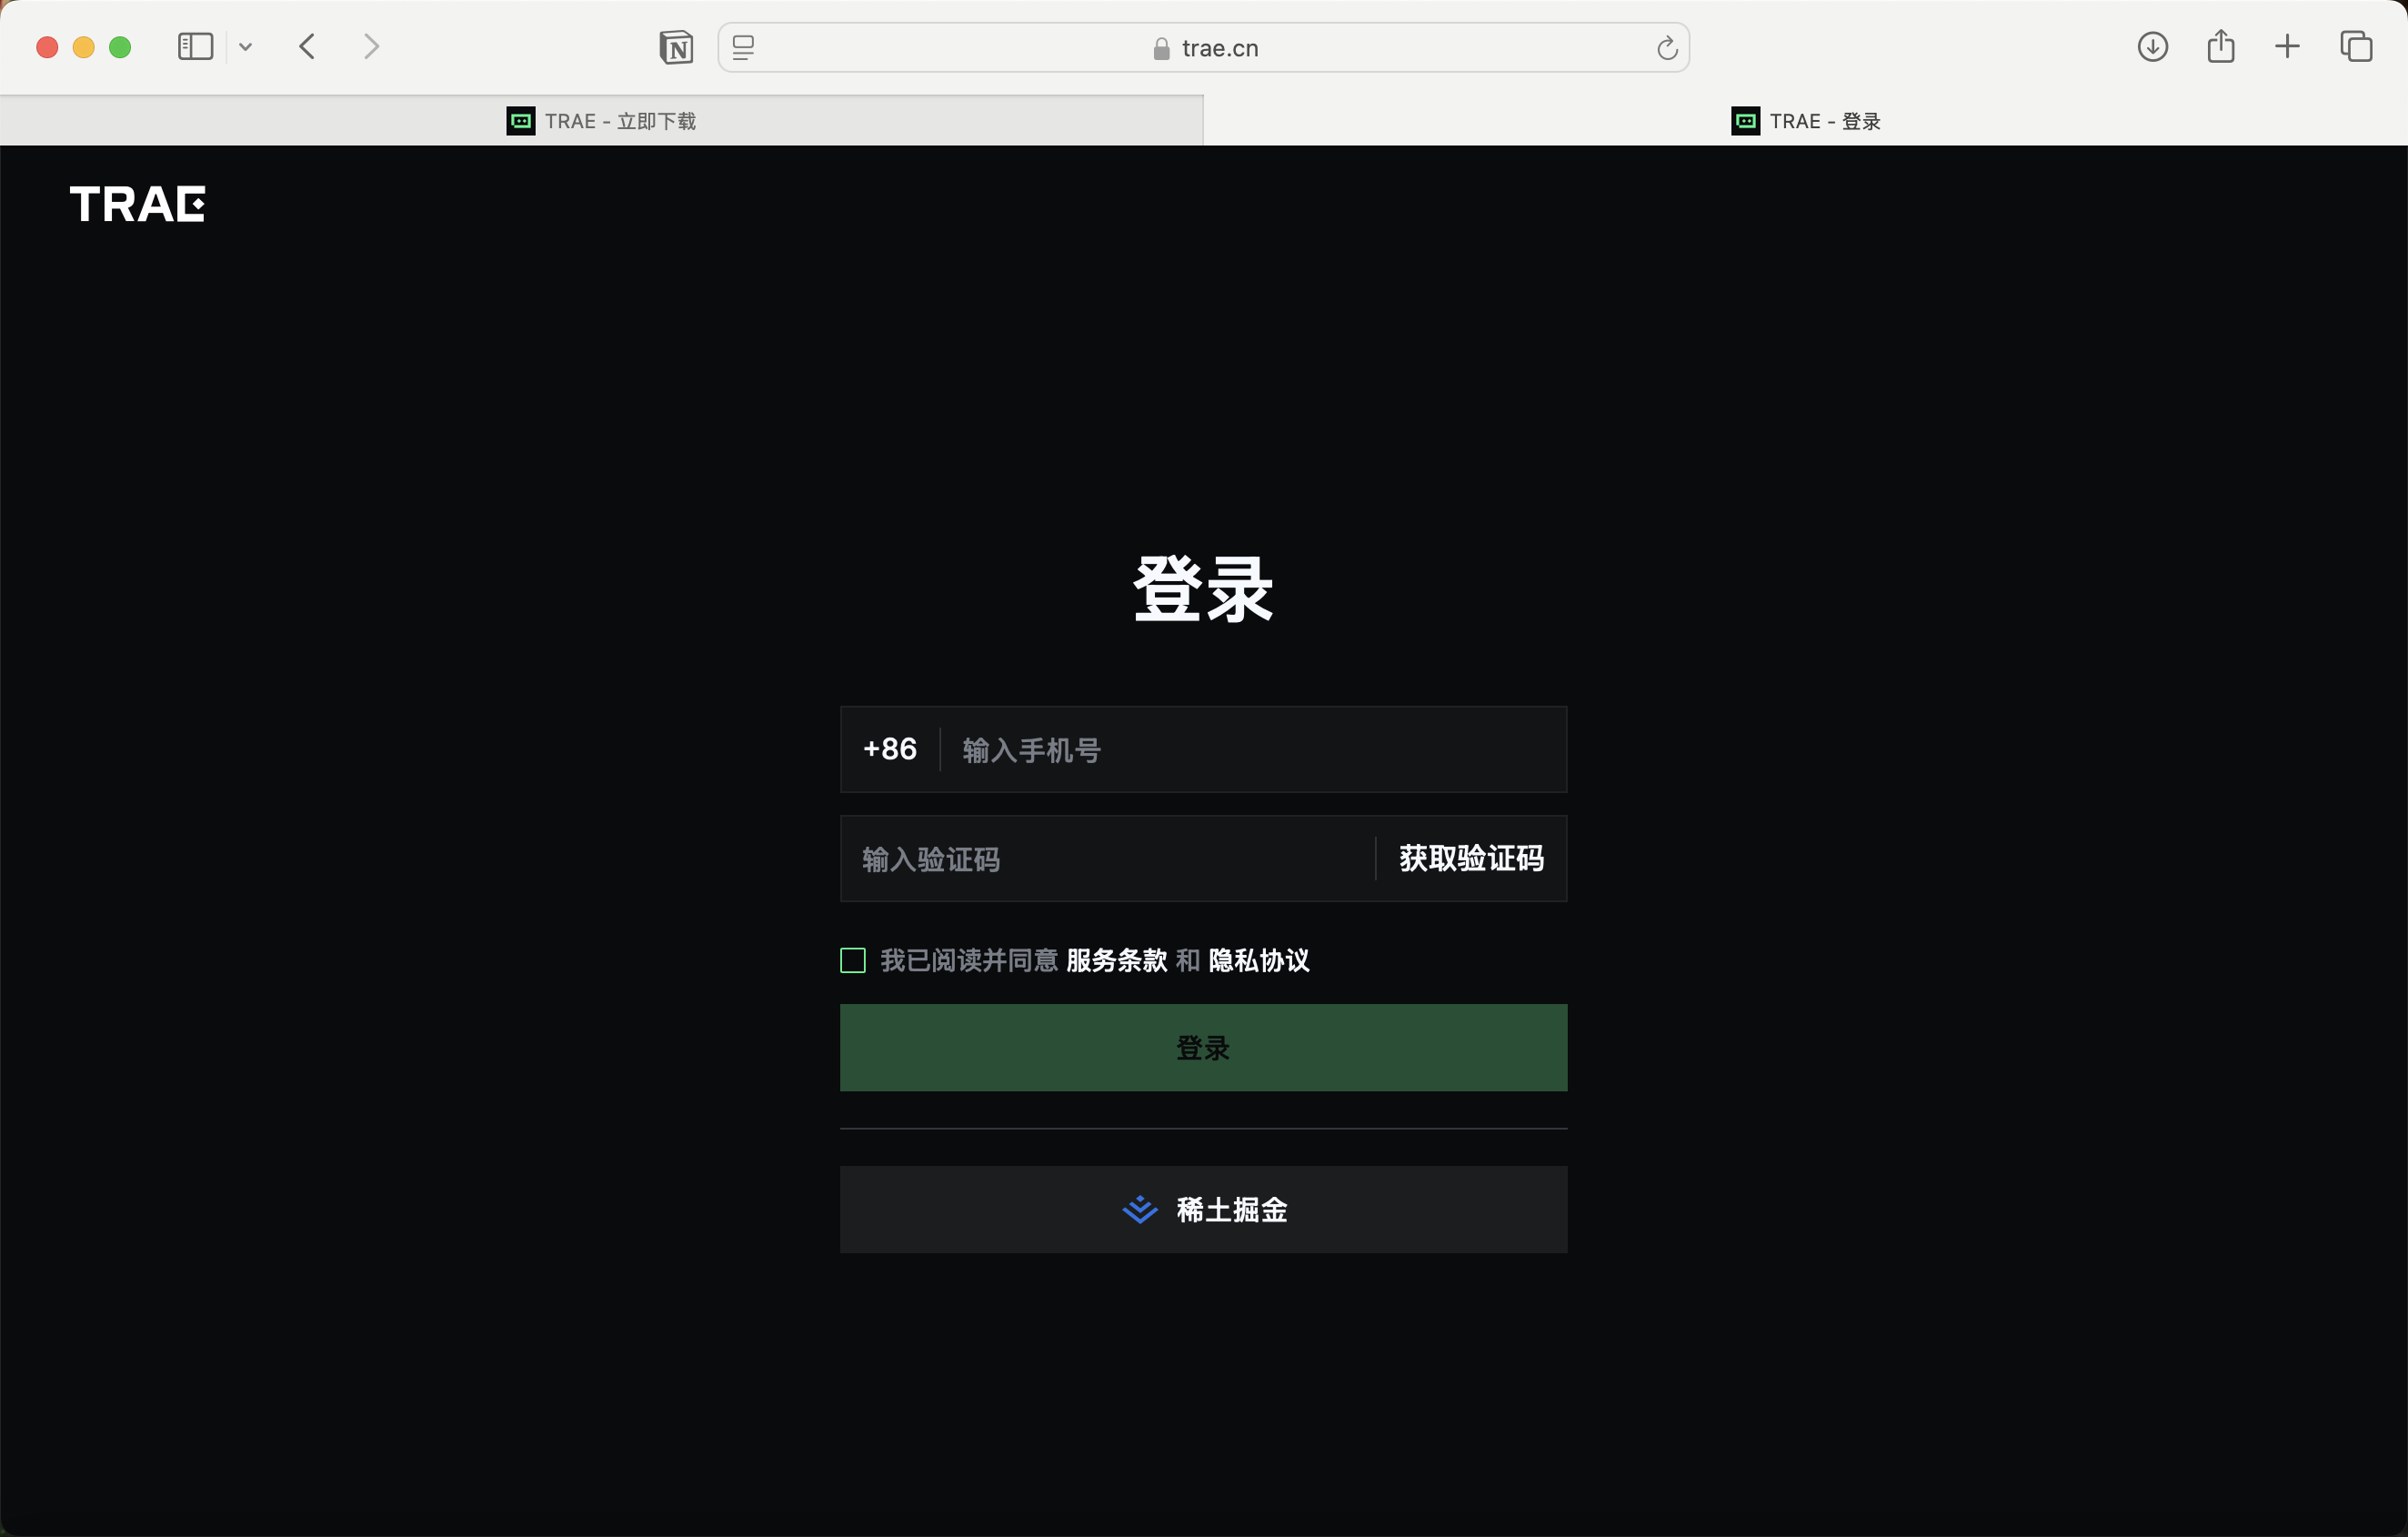 trae.cn
TRAE - 立即下载
TRAE - 登录
TRAE
登录
+86 输入手机号
输入验证码 获取验证码
我已阅读并同意 服务条款 和 隐私协议
登录
稀土掘金